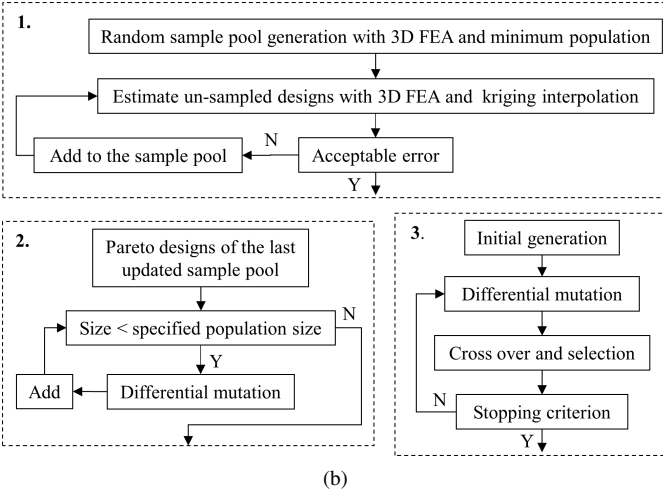 1.
Random sample pool generation with 3D FEA and minimum population
Estimate un-sampled designs with 3D FEA and kriging interpolation
Add to the sample pool
N
Acceptable error
Y
2.
Pareto designs of the last
updated sample pool
Size < specified population size
N
Y
Add
Differential mutation
3.
Initial generation
Differential mutation
Cross over and selection
N
Stopping criterion
Y
(b)